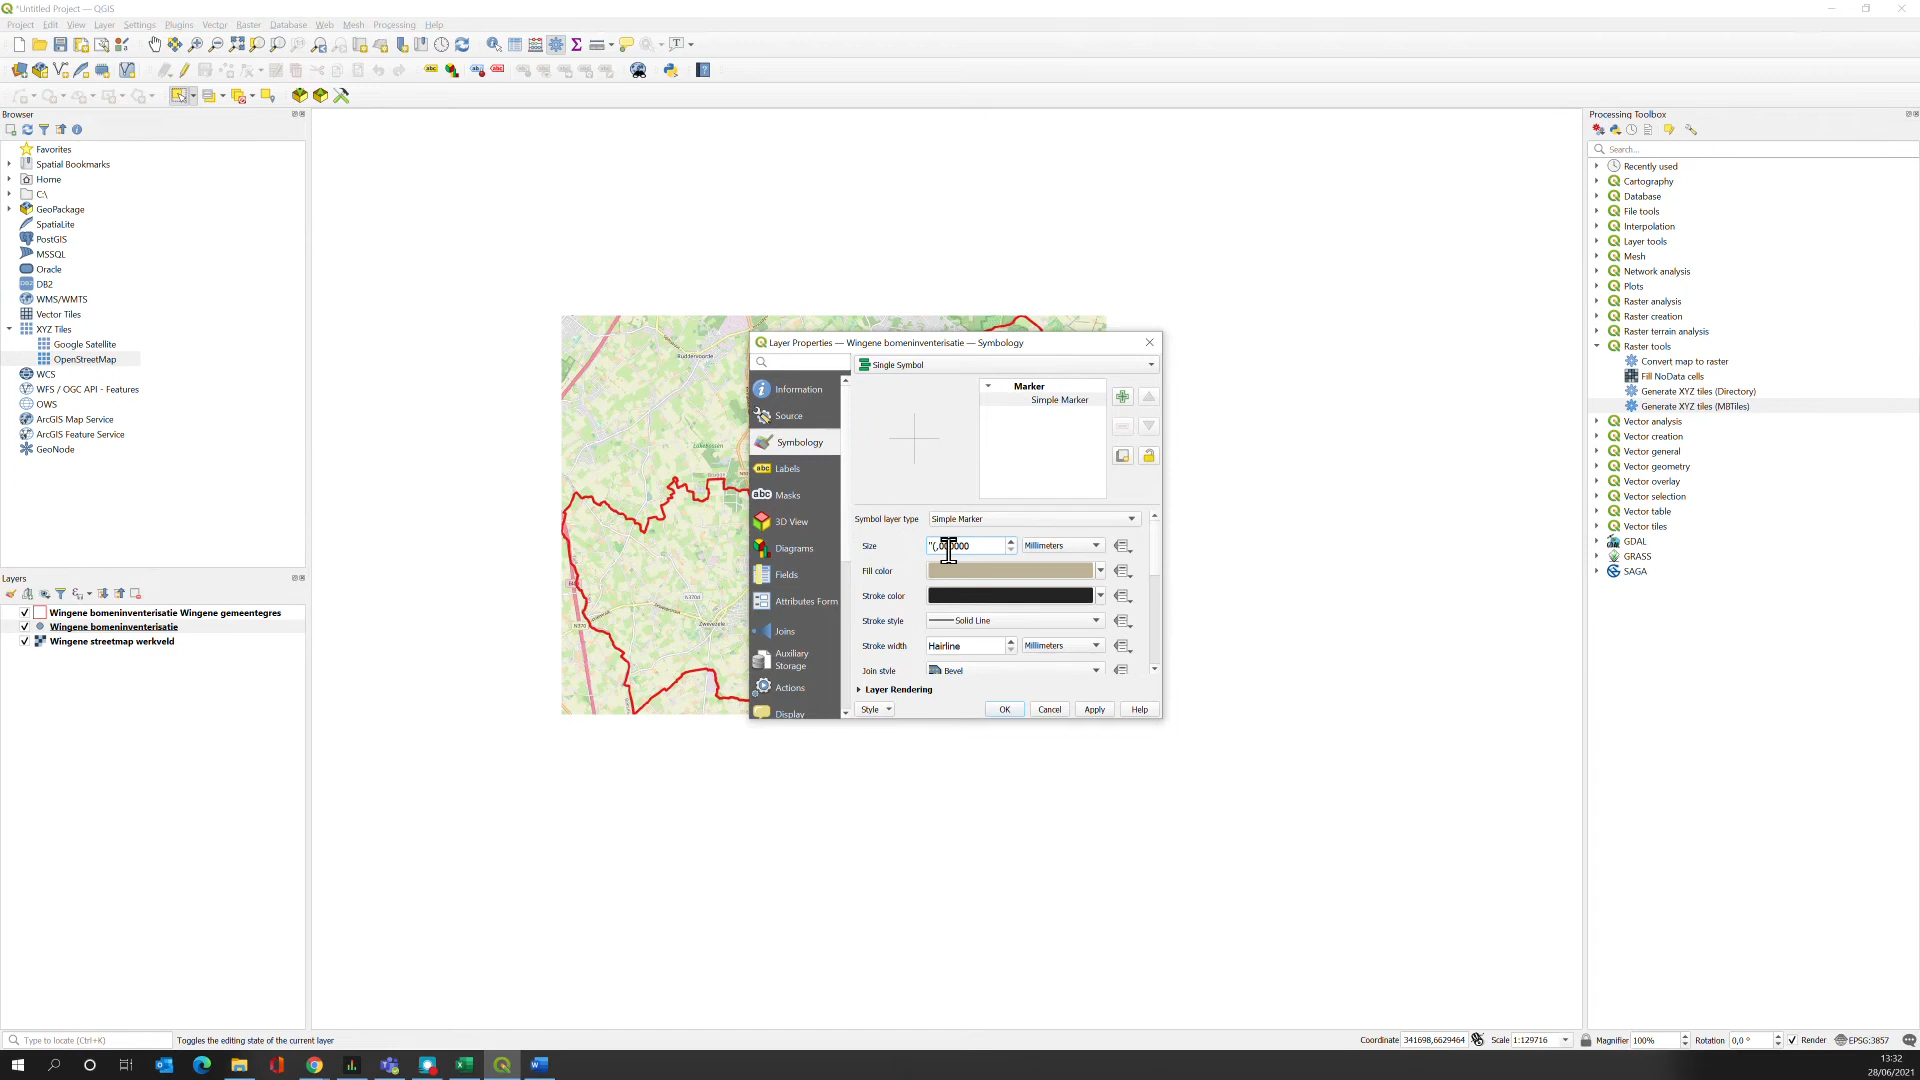 *Untitled Project — QGIS
Project Edit View Layer Settings Plugins Vector Raster Database Web Mesh Processing Help
Browser
Favorites
Spatial Bookmarks
Home
C:\
GeoPackage
SpatiaLite
PostGIS
MSSQL
Oracle
DB2
WMS/WMTS
Vector Tiles
XYZ Tiles
Google Satellite
OpenStreetMap
WCS
WFS / OGC API - Features
OWS
ArcGIS Map Service
ArcGIS Feature Service
GeoNode
Layers
Wingene bomeninventerisatie Wingene gemeentegres
Wingene bomeninventerisatie
Wingene streetmap werkveld
Ruddervoorde
Zwevezele
N370
Layer Properties — Wingene bomeninventerisatie — Symbology
Information
Source
Symbology
Labels
Masks
3D View
Diagrams
Fields
Attributes Form
Joins
Auxiliary
Storage
Actions
Display
Single Symbol
Marker
Simple Marker
Symbol layer type Simple Marker
Size "(,000000 Millimeters
Fill color
Stroke color
Stroke style Solid Line
Stroke width Hairline Millimeters
Join style Bevel
Layer Rendering
Style OK Cancel Apply Help
Processing Toolbox
Search...
Recently used
Cartography
Database
File tools
Interpolation
Layer tools
Mesh
Network analysis
Plots
Raster analysis
Raster creation
Raster terrain analysis
Raster tools
Convert map to raster
Fill NoData cells
Generate XYZ tiles (Directory)
Generate XYZ tiles (MBTiles)
Vector analysis
Vector creation
Vector general
Vector geometry
Vector overlay
Vector selection
Vector table
Vector tiles
GDAL
GRASS
SAGA
Type to locate (Ctrl+K) Toggles the editing state of the current layer Coordinate 341698,6629464 Scale 1:129716 Magnifier 100% Rotation 0,0 ° Render EPSG:3857
13:32
28/06/2021